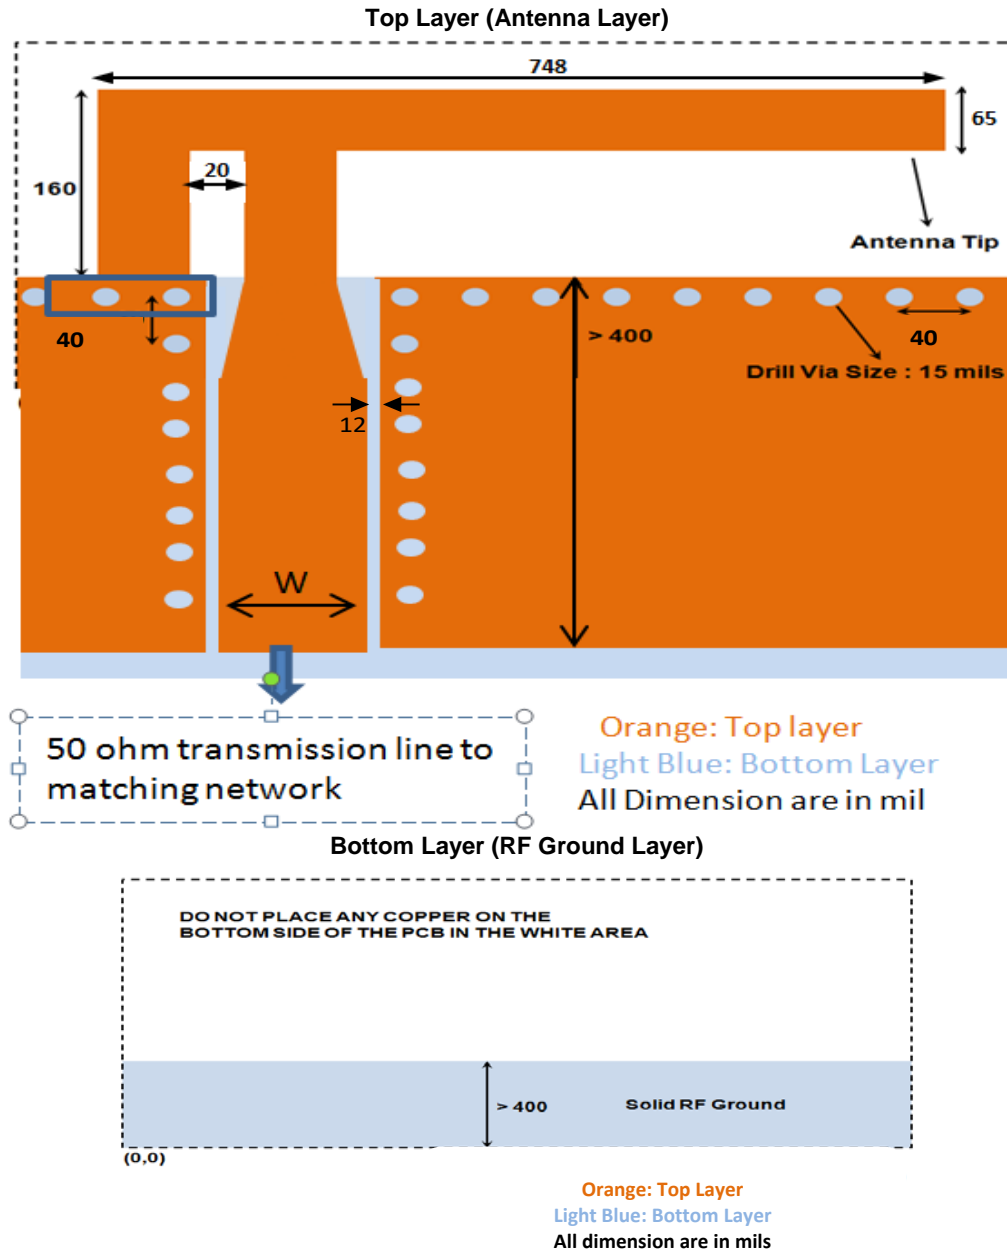 Top Layer (Antenna Layer)
748
65
20
160
Antenna Tip
40
> 400
40
Drill Via Size : 15 mils
12
W
50 ohm transmission line to
matching network
Orange: Top layer
Light Blue: Bottom Layer
All Dimension are in mil
Bottom Layer (RF Ground Layer)
DO NOT PLACE ANY COPPER ON THE
BOTTOM SIDE OF THE PCB IN THE WHITE AREA
> 400
Solid RF Ground
(0,0)
Orange: Top Layer
Light Blue: Bottom Layer
All dimension are in mils